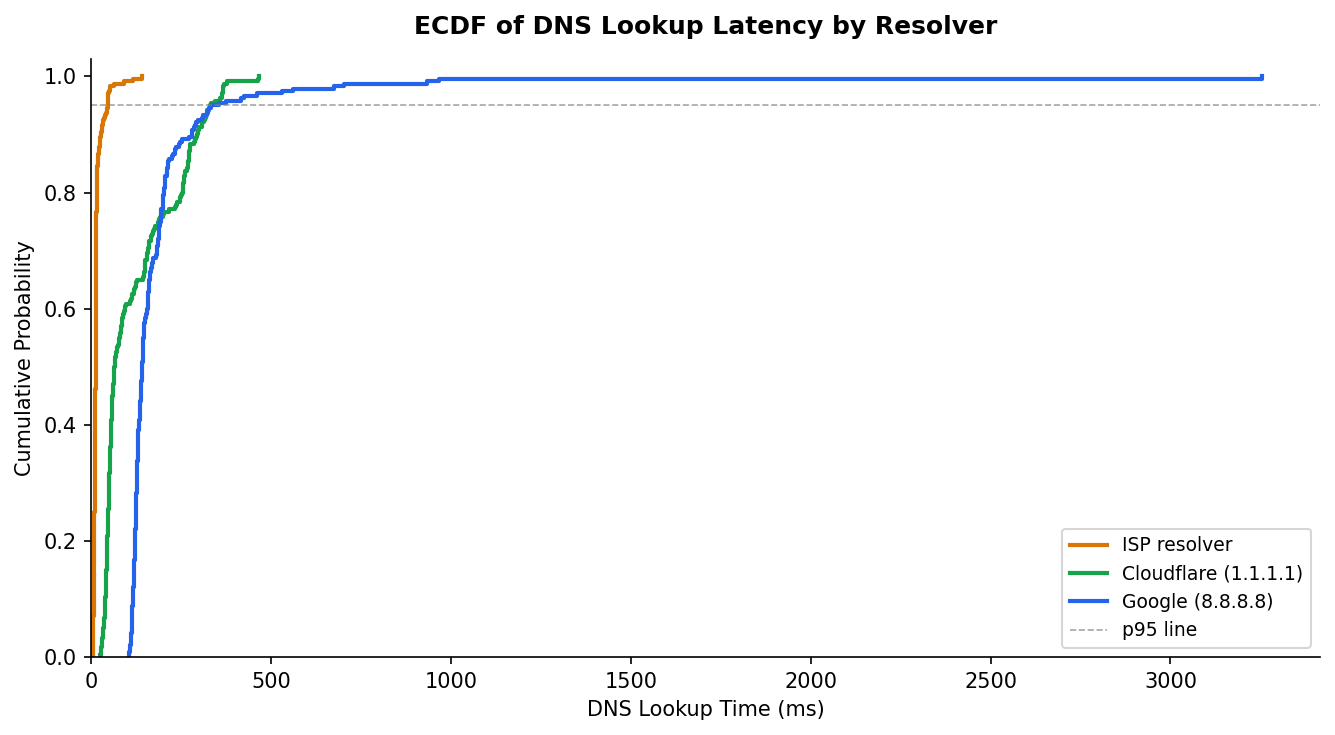 ECDF of DNS Lookup Latency by Resolver
1.0
0.8
0.6
0.4
0.2
0.0
Cumulative Probability
0 500 1000 1500 2000 2500 3000
DNS Lookup Time (ms)
ISP resolver
Cloudflare (1.1.1.1)
Google (8.8.8.8)
p95 line